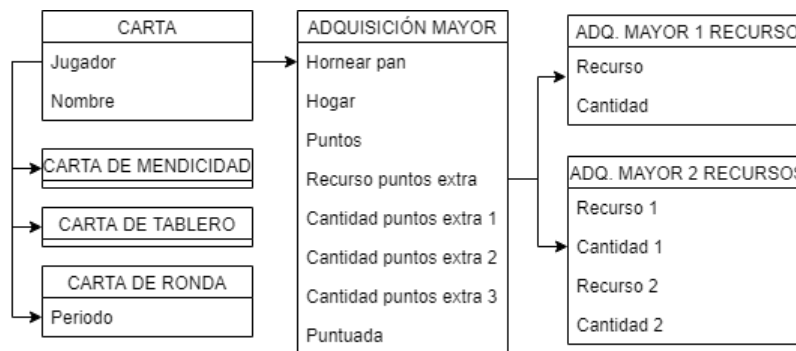 CARTA
Jugador
Nombre
CARTA DE MENDICIDAD
CARTA DE TABLERO
CARTA DE RONDA
Periodo
ADQUISICIÓN MAYOR
Hornear pan
Hogar
Puntos
Recurso puntos extra
Cantidad puntos extra 1
Cantidad puntos extra 2
Cantidad puntos extra 3
Puntuada
ADQ. MAYOR 1 RECURSO
Recurso
Cantidad
ADQ. MAYOR 2 RECURSOS
Recurso 1
Cantidad 1
Recurso 2
Cantidad 2